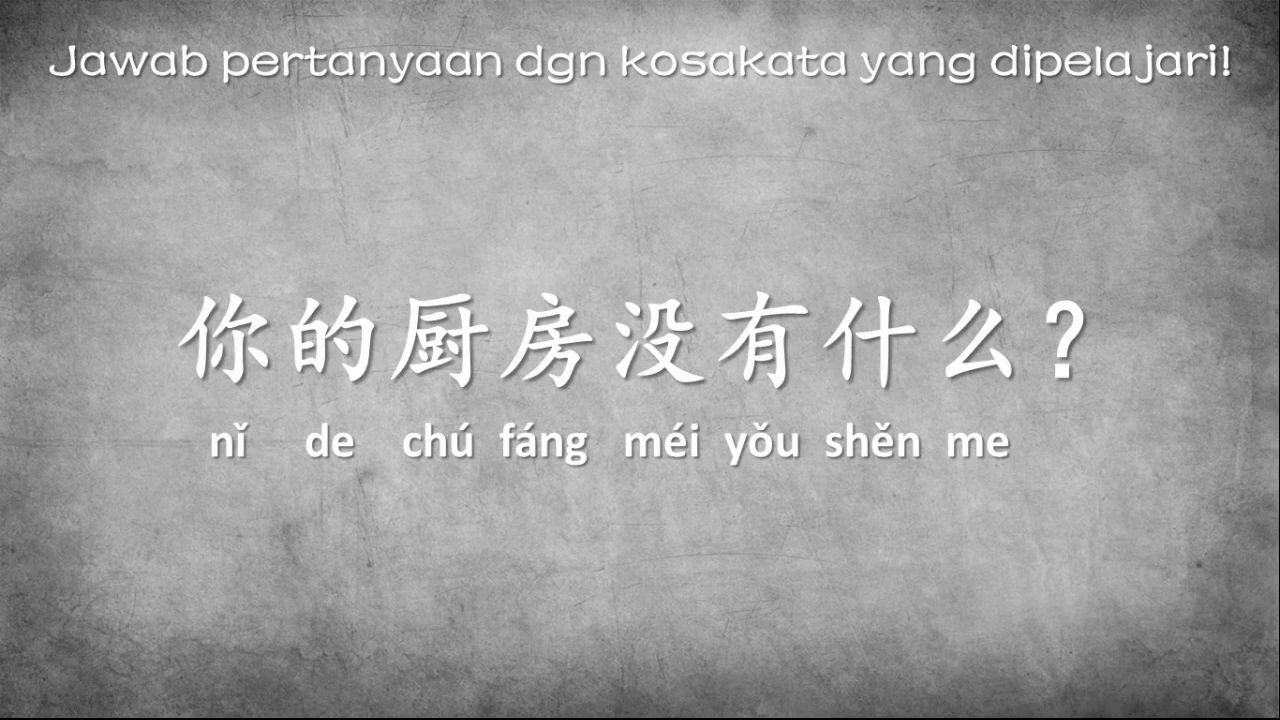 Jawab pertanyaan dgn kosakata yang dipelajari!
你的厨房没有什么？
nǐ de chú fáng méi yǒu shěn me